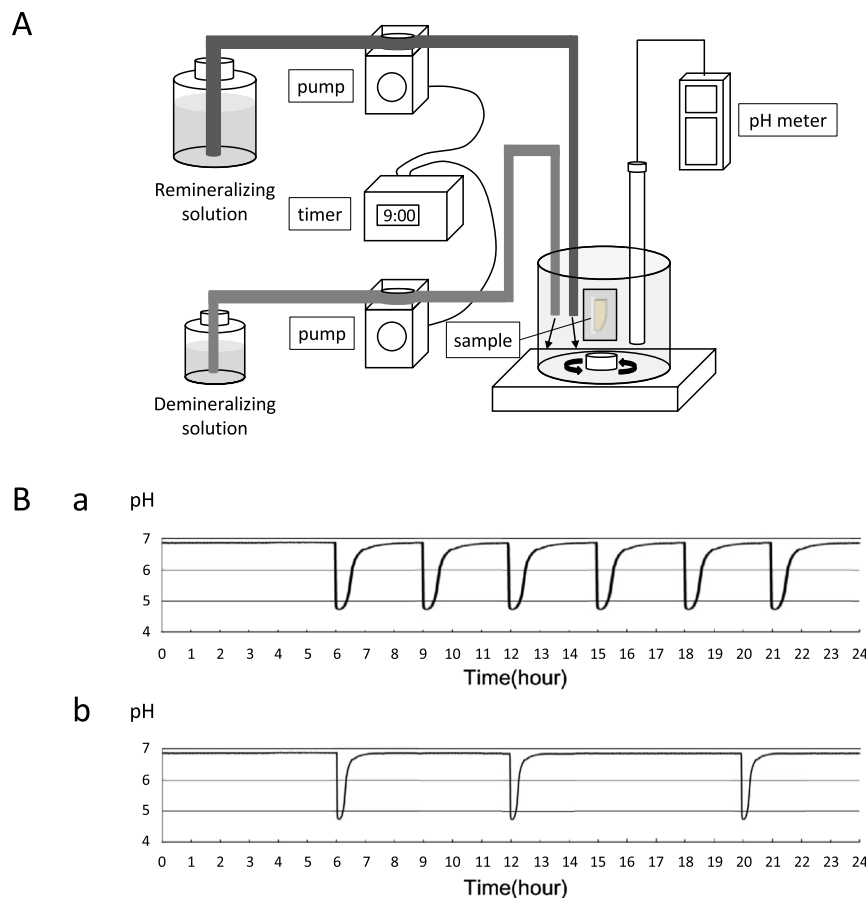 A
pump
pH meter
Remineralizing
solution
timer
9:00
pump
sample
Demineralizing
solution
B a pH
7
6
5
4
0 1 2 3 4 5 6 7 8 9 10 11 12 13 14 15 16 17 18 19 20 21 22 23 24
Time(hour)
b pH
7
6
5
4
0 1 2 3 4 5 6 7 8 9 10 11 12 13 14 15 16 17 18 19 20 21 22 23 24
Time(hour)